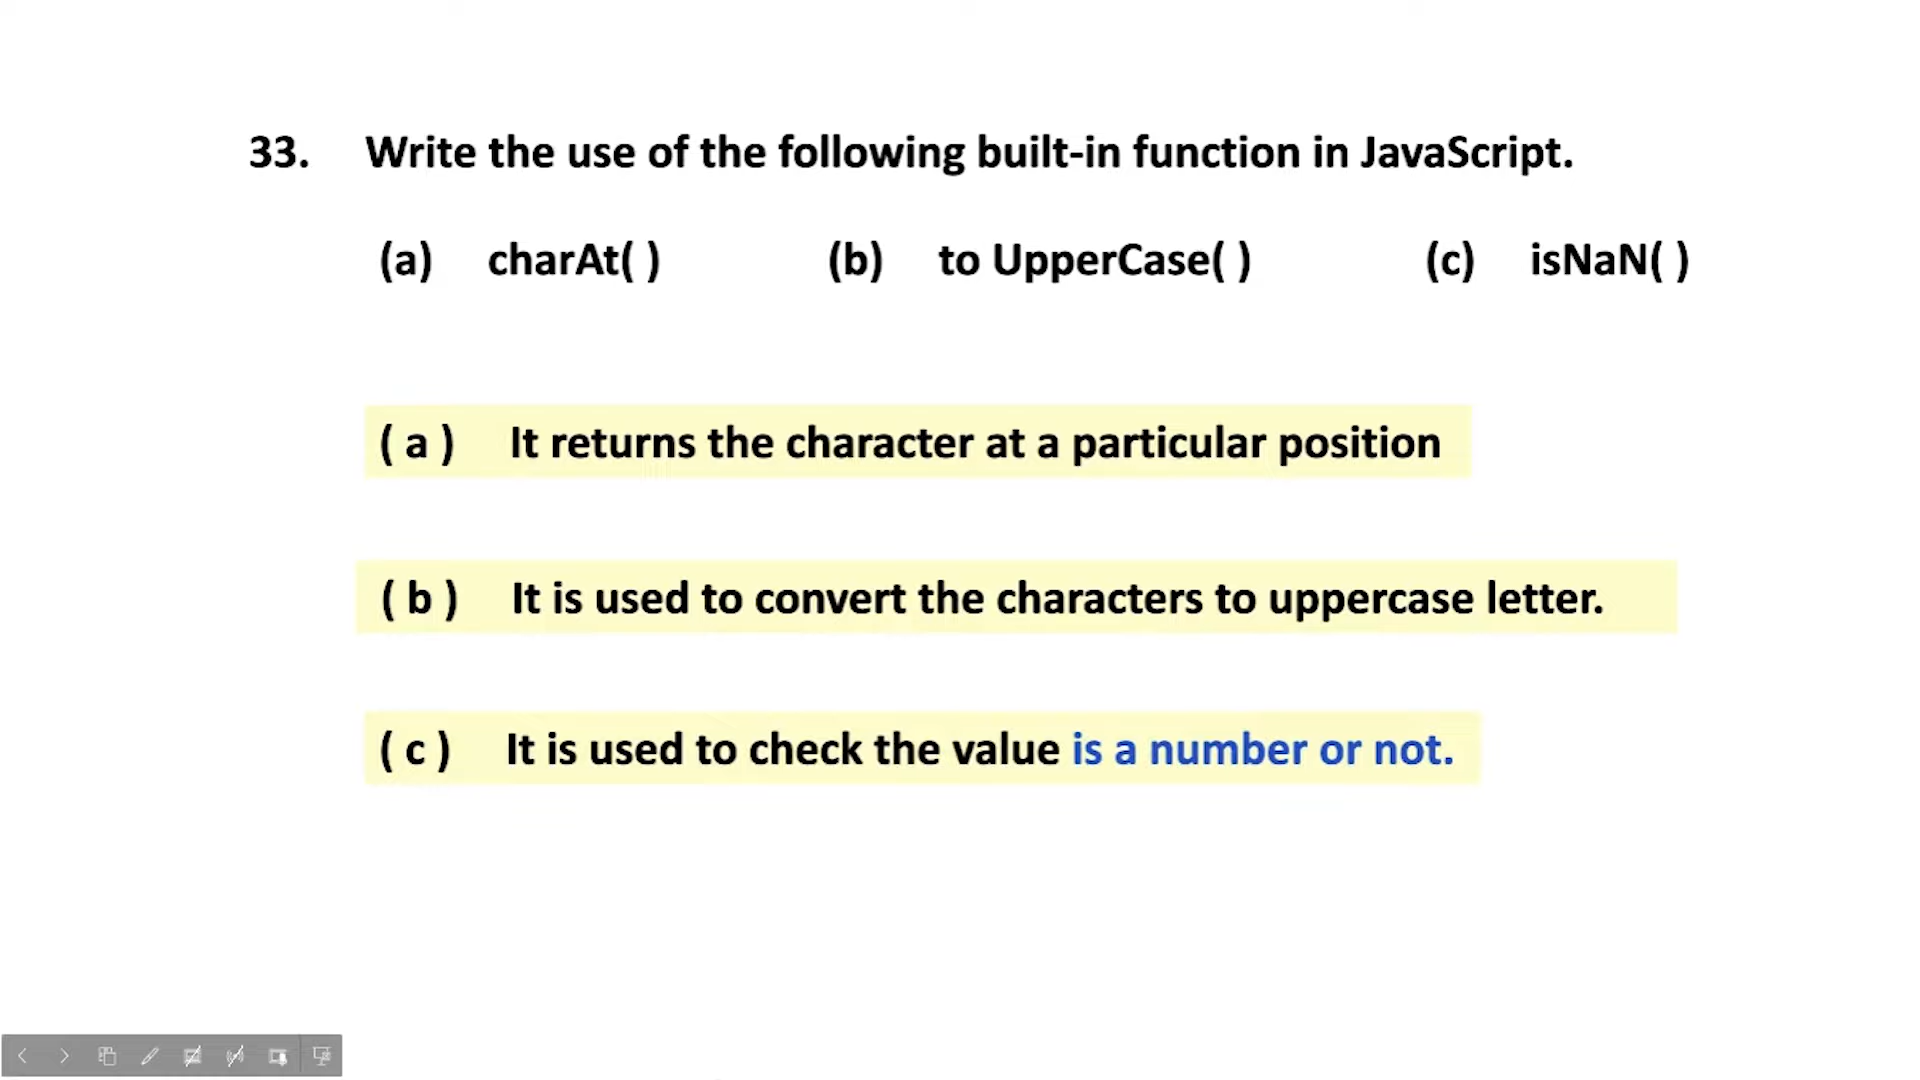 33. Write the use of the following built-in function in JavaScript.
(a) charAt( ) (b) to UpperCase( ) (c) isNaN( )
( a ) It returns the character at a particular position
( b ) It is used to convert the characters to uppercase letter.
( c ) It is used to check the value is a number or not.